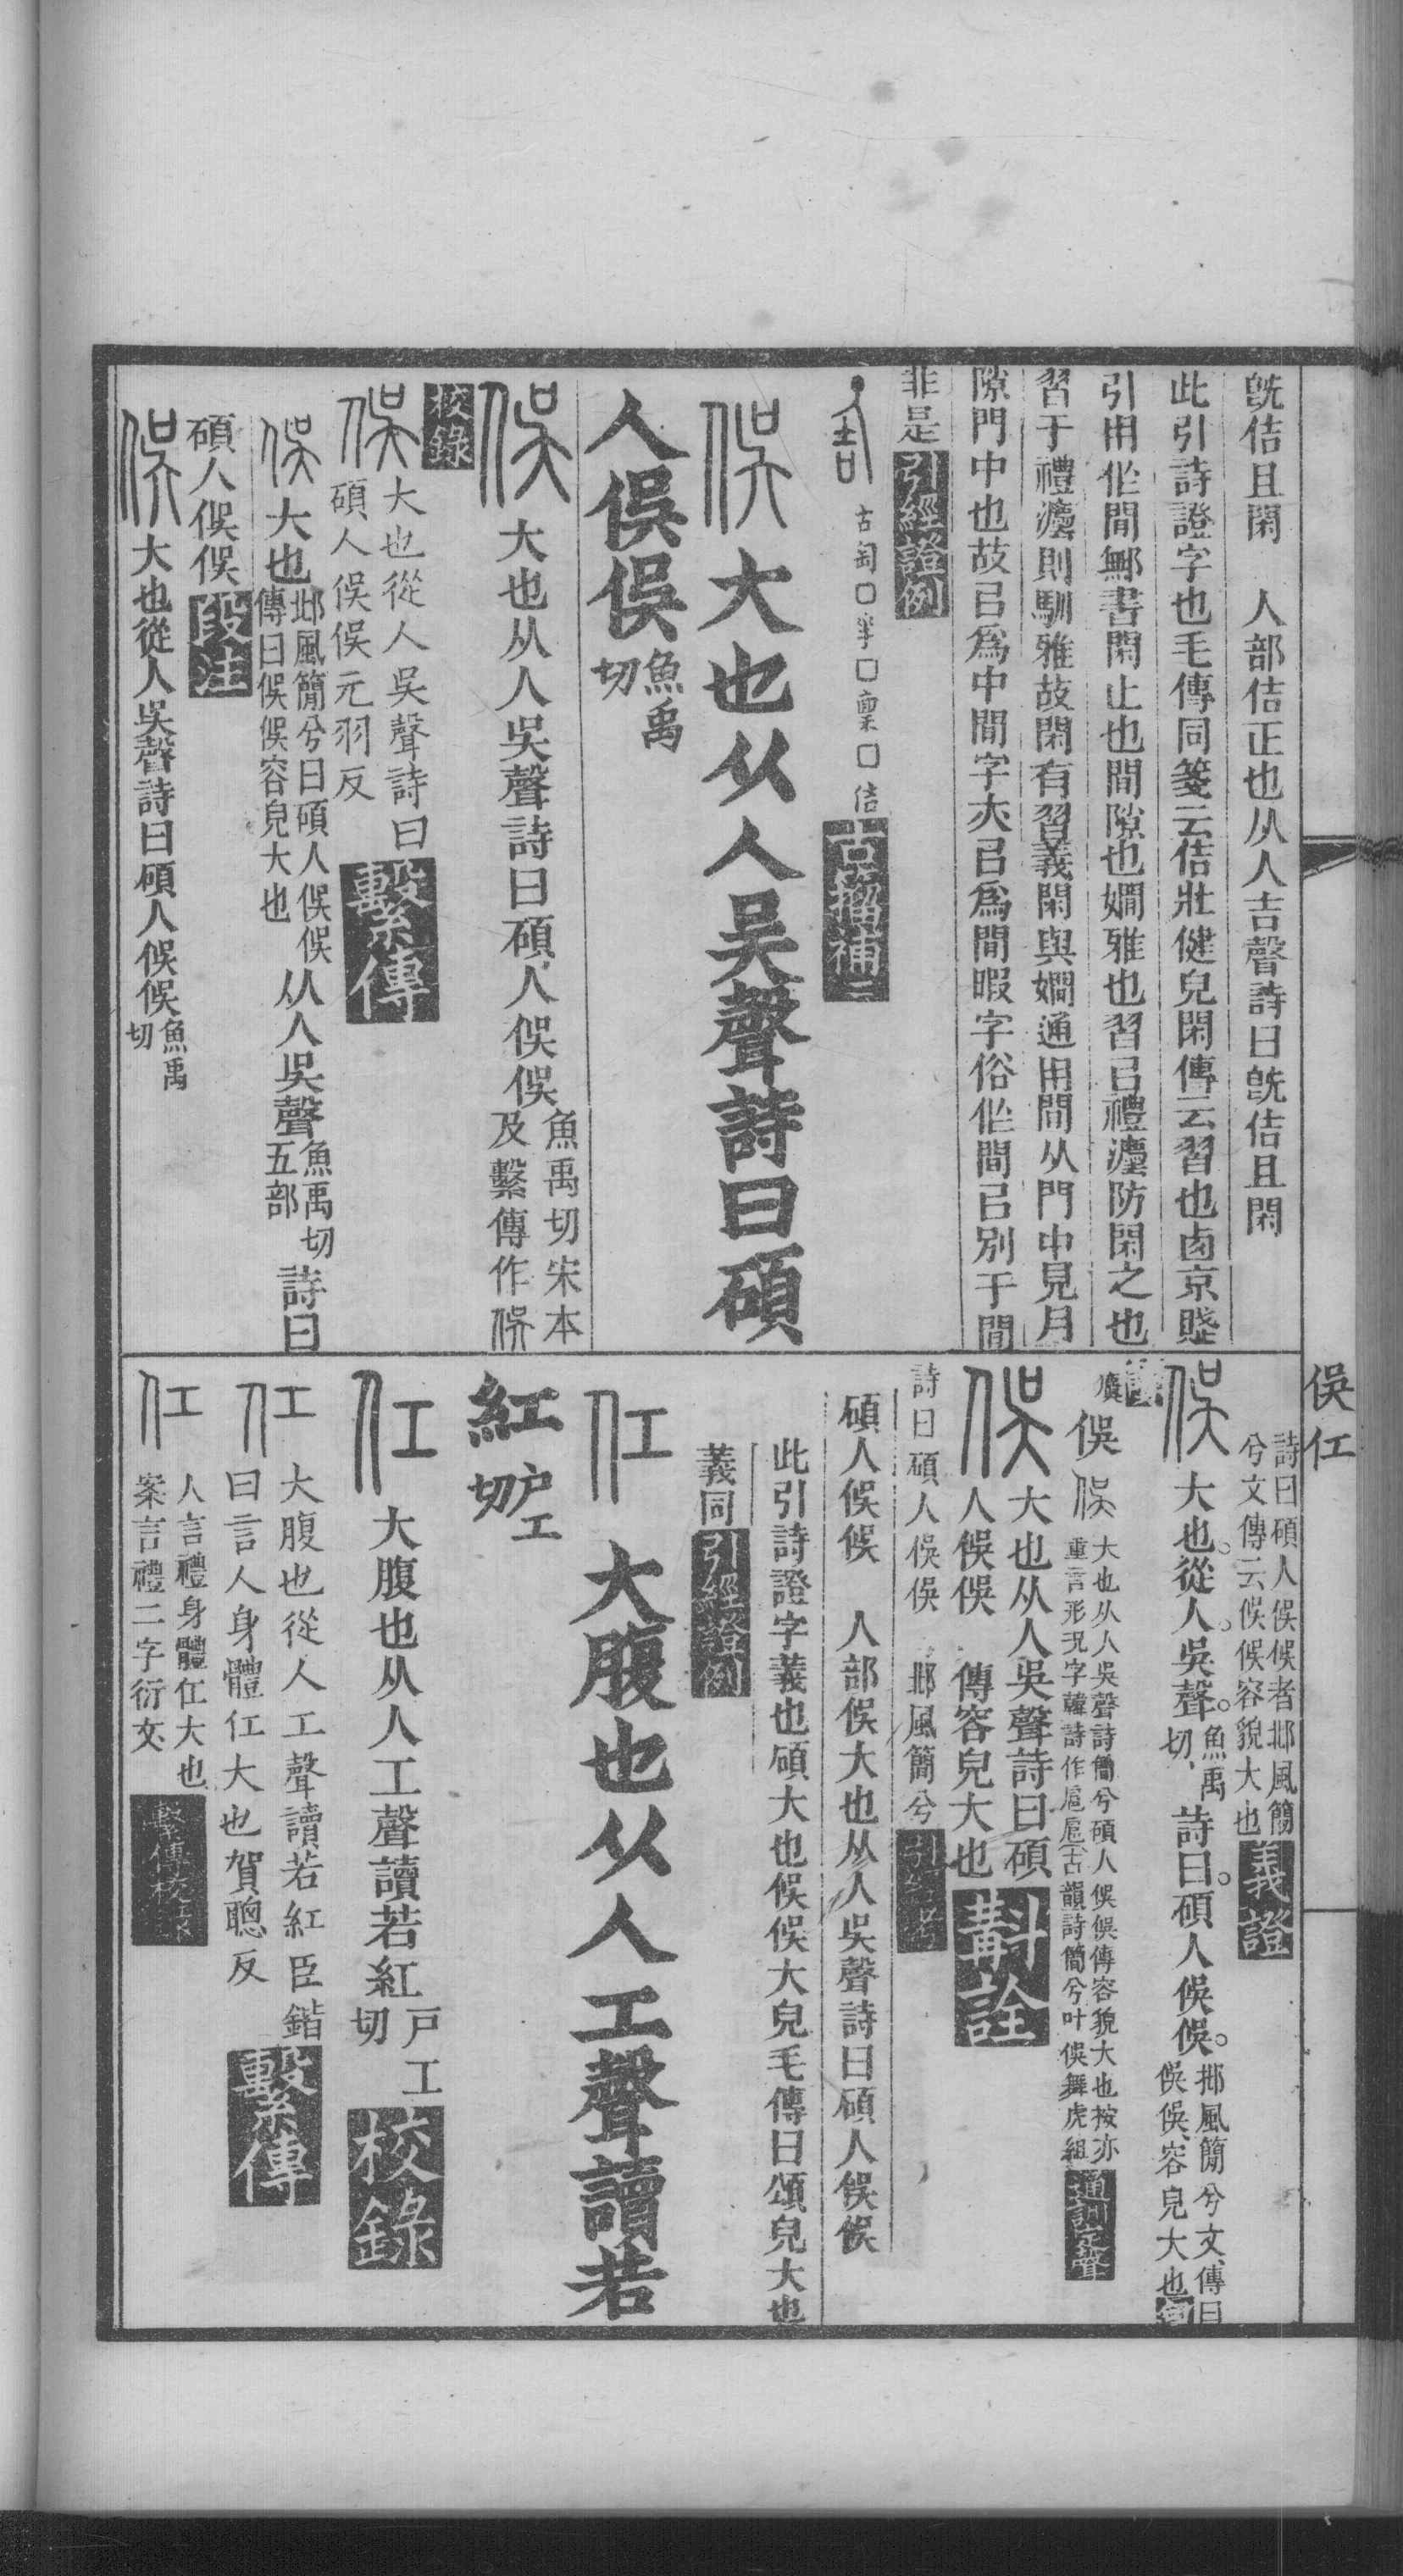 旣佶且閑　人部佶正也从人吉聲詩曰旣佶且閑
此引詩證字也毛傳同箋云佶壯健皃閑傳云習也
引用作閒鄦書閑止也閒隙也嫺雅也習㠯禮灋防閑之也
習于禮灋則馴雅故閑有習義閑與嫺通用閒从門中見月
隙門中也故㠯爲中閒字亦㠯爲閒暇字俗作間㠯別于閒
非是引經證例
古匋
佶古籀補
俁大也从人吳聲詩曰碩
人俁俁魚禹
切
俁大也从人吳聲詩曰碩人俁俁魚禹切宋本
及繫傳作俁
校錄
俁大也從人吳聲詩曰
碩人俁俁元羽反繫傳
俁大也邶風簡兮曰碩人俁俁
傳曰俁俁容皃大也
从人吳聲魚禹切
五部
詩曰
碩人俁俁段注
俁大也從人吳聲詩曰碩人俁俁魚禹
切
俁仜
詩曰碩人俁俁者邶風簡
兮文傳云俁俁容貌大也
義證
俁大也從人吳聲魚禹
切
詩曰碩人俁俁邶風簡兮文傳曰
俁俁容皃大也
俁俁大也从人吳聲詩簡兮碩人俁俁傳容貌大也按亦
重言形況字韓詩作扈扈古韻詩簡兮叶俁舞虎組
通訓定聲
俁大也从人吳聲詩曰碩
人俁俁　傳容皃大也
斠詮
詩曰碩人俁俁　邶風簡兮
碩人俁俁　人部俁大也从人吳聲詩曰碩人俁俁
此引詩證字義也碩大也俁俁大皃毛傳曰頌皃大也
義同引經證例
仜大腹也从人工聲讀若
紅戶工
切
仜大腹也从人工聲讀若紅戶工
切
校錄
仜大腹也從人工聲讀若紅臣鍇
曰言人身體仜大也賀聰反繫傳
仜人言禮身體仜大也
案言禮二字衍文
繫傳校錄